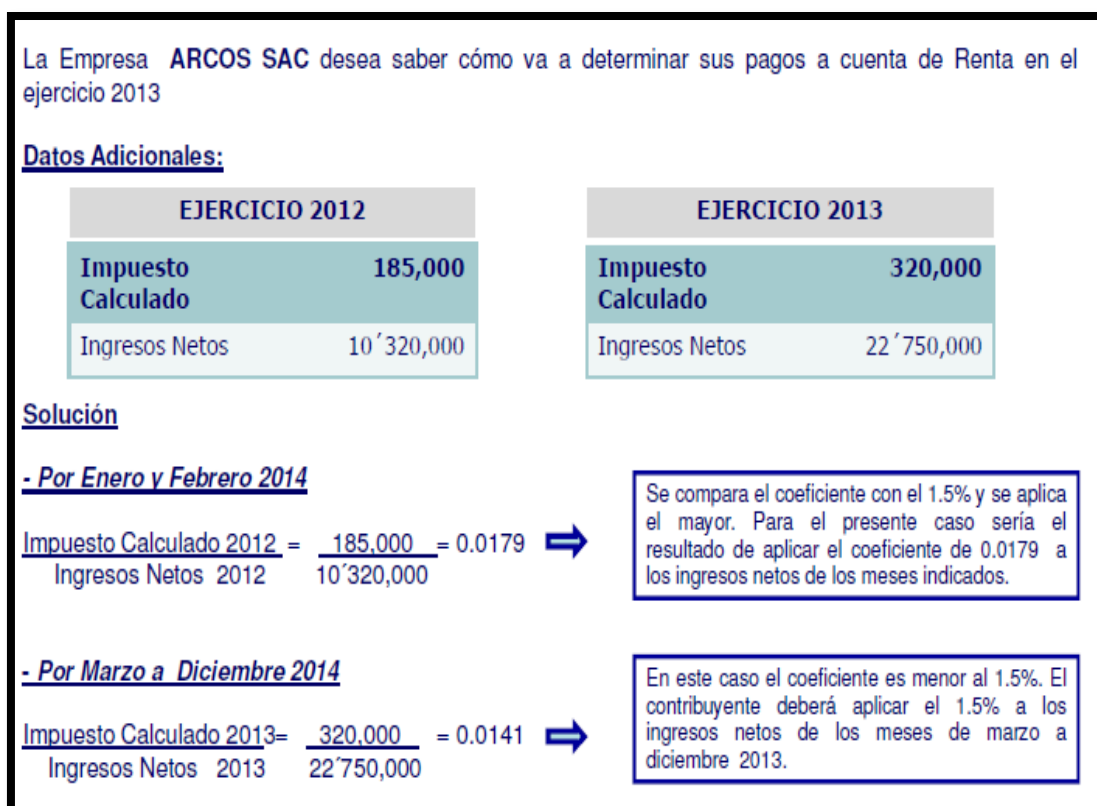 La Empresa ARCOS SAC desea saber cómo va a determinar sus pagos a cuenta de Renta en el
ejercicio 2013
Datos Adicionales:
EJERCICIO 2012
Impuesto Calculado 185,000
Ingresos Netos 10´320,000
EJERCICIO 2013
Impuesto Calculado 320,000
Ingresos Netos 22´750,000
Solución
- Por Enero y Febrero 2014
Impuesto Calculado 2012 = 185,000 = 0.0179
Ingresos Netos 2012 10´320,000
Se compara el coeficiente con el 1.5% y se aplica
el mayor. Para el presente caso sería el
resultado de aplicar el coeficiente de 0.0179 a
los ingresos netos de los meses indicados.
- Por Marzo a Diciembre 2014
Impuesto Calculado 2013= 320,000 = 0.0141
Ingresos Netos 2013 22'750,000
En este caso el coeficiente es menor al 1.5%. El
contribuyente deberá aplicar el 1.5% a los
ingresos netos de los meses de marzo a
diciembre 2013.